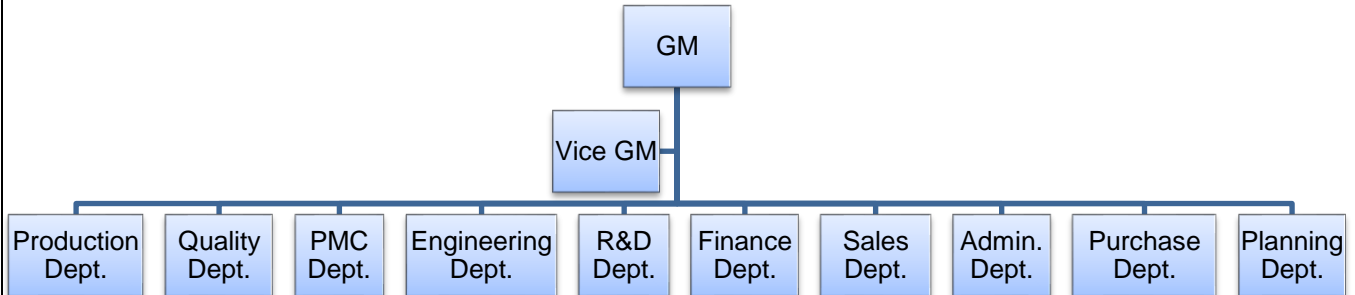 GM
Vice GM
Production
Dept.
Quality
Dept.
PMC
Dept.
Engineering
Dept.
R&D
Dept.
Finance
Dept.
Sales
Dept.
Admin.
Dept.
Purchase
Dept.
Planning
Dept.